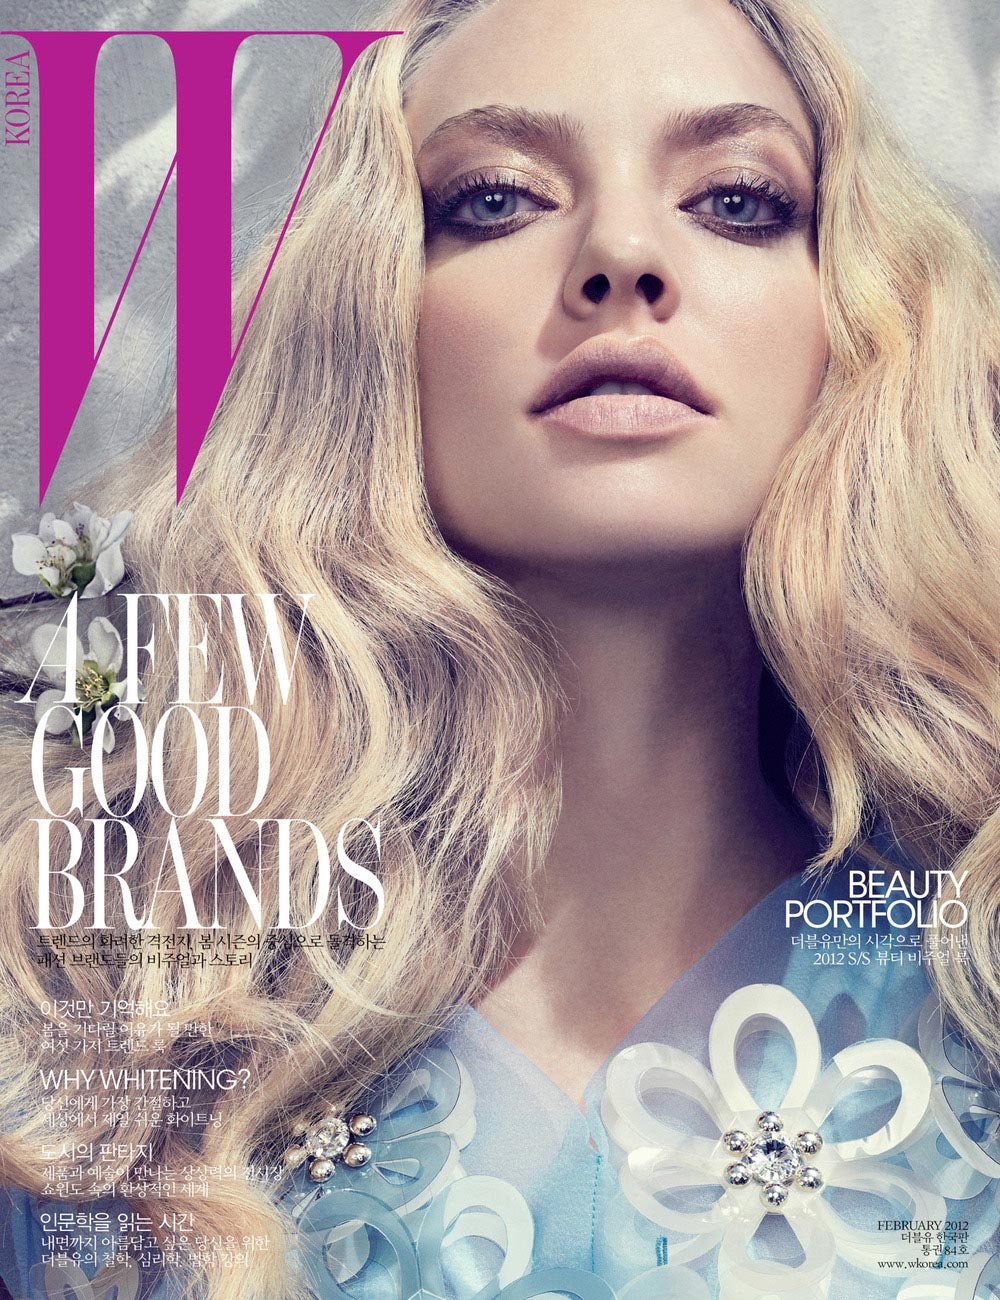 W
KOREA
A FEW
GOOD
BRANDS
트렌드의 화려한 격전지, 봄 시즌의 중심으로 돌격하는
패션 브랜드들의 비주얼과 스토리
이것만 기억해요
봄을 기다릴 이유가 될 만한
여섯 가지 트렌드 룩
WHY WHITENING?
당신에게 가장 간절하고
세상에서 제일 쉬운 화이트닝
도시의 판타지
제품과 예술이 만나는 상상력의 전시장
쇼윈도 속의 환상적인 세계
인문학을 읽는 시간
내면까지 아름답고 싶은 당신을 위한
더블유의 철학, 심리학, 법학 강의
BEAUTY
PORTFOLIO
더블유만의 시각으로 풀어낸
2012 S/S 뷰티 비주얼 북
FEBRUARY 2012
더블유 한국판
통권 84호
www.wkorea.com